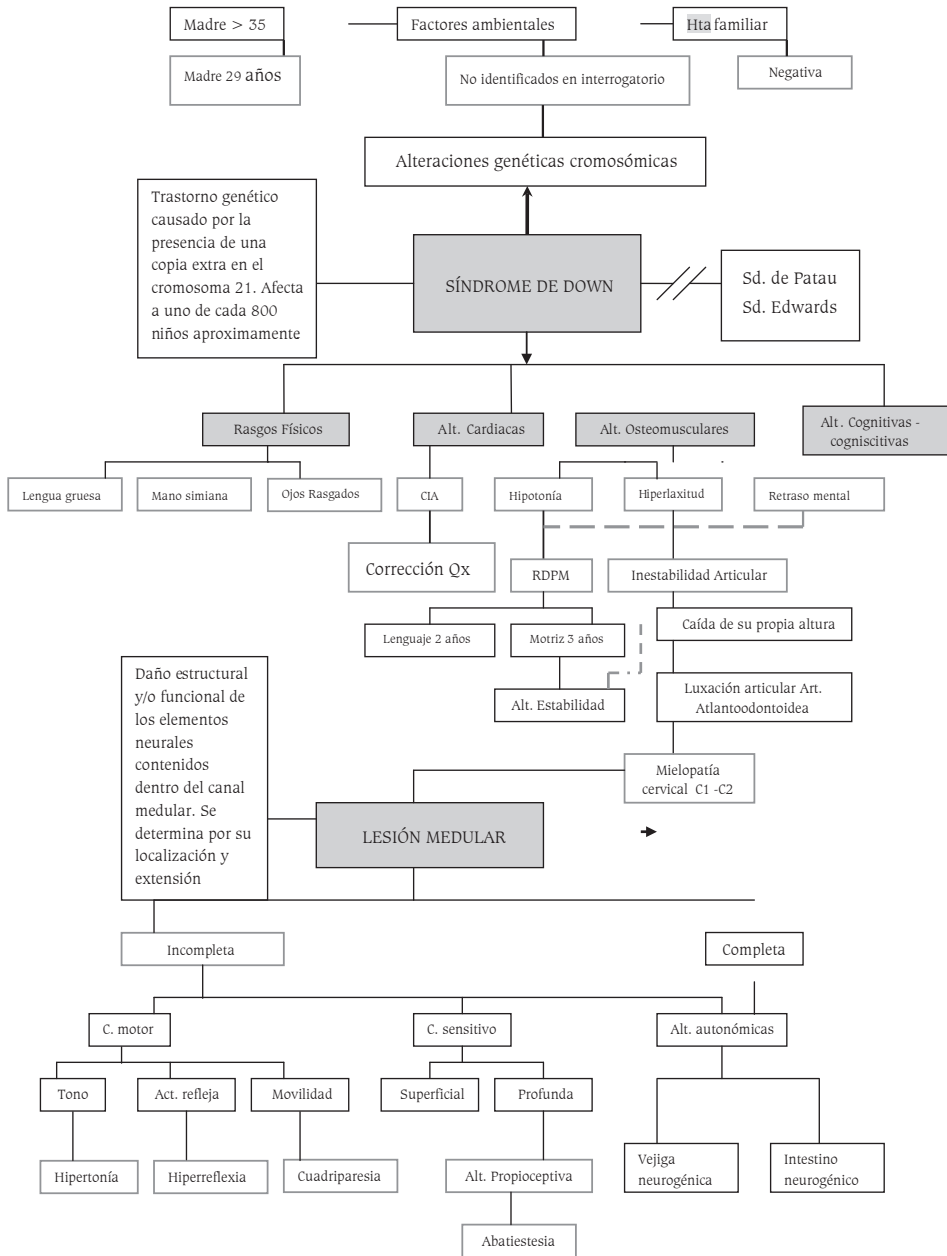 Madre > 35
Factores ambientales
Hta familiar
Madre 29 años
No identificados en interrogatorio
Negativa
Alteraciones genéticas cromosómicas
Trastorno genético
causado por la
presencia de una
copia extra en el
cromosoma 21. Afecta
a uno de cada 800
niños aproximadamente
SÍNDROME DE DOWN
Sd. de Patau
Sd. Edwards
Rasgos Físicos
Alt. Cardiacas
Alt. Osteomusculares
Alt. Cognitivas -
cogniscitivas
Lengua gruesa
Mano simiana
Ojos Rasgados
CIA
Hipotonía
Hiperlaxitud
Retraso mental
Corrección Qx
RDPM
Inestabilidad Articular
Lenguaje 2 años
Motriz 3 años
Caída de su propia altura
Alt. Estabilidad
Luxación articular Art.
Atlantoodontoidea
Daño estructural
y/o funcional de
los elementos
neurales
contenidos
dentro del canal
medular. Se
determina por su
localización y
extensión
Mielopatía
cervical C1 -C2
LESIÓN MEDULAR
Incompleta
Completa
C. motor
C. sensitivo
Alt. autonómicas
Tono
Act. refleja
Movilidad
Superficial
Profunda
Hipertonía
Hiperreflexia
Cuadriparesia
Alt. Propioceptiva
Vejiga
neurogénica
Intestino
neurogénico
Abatiestesia